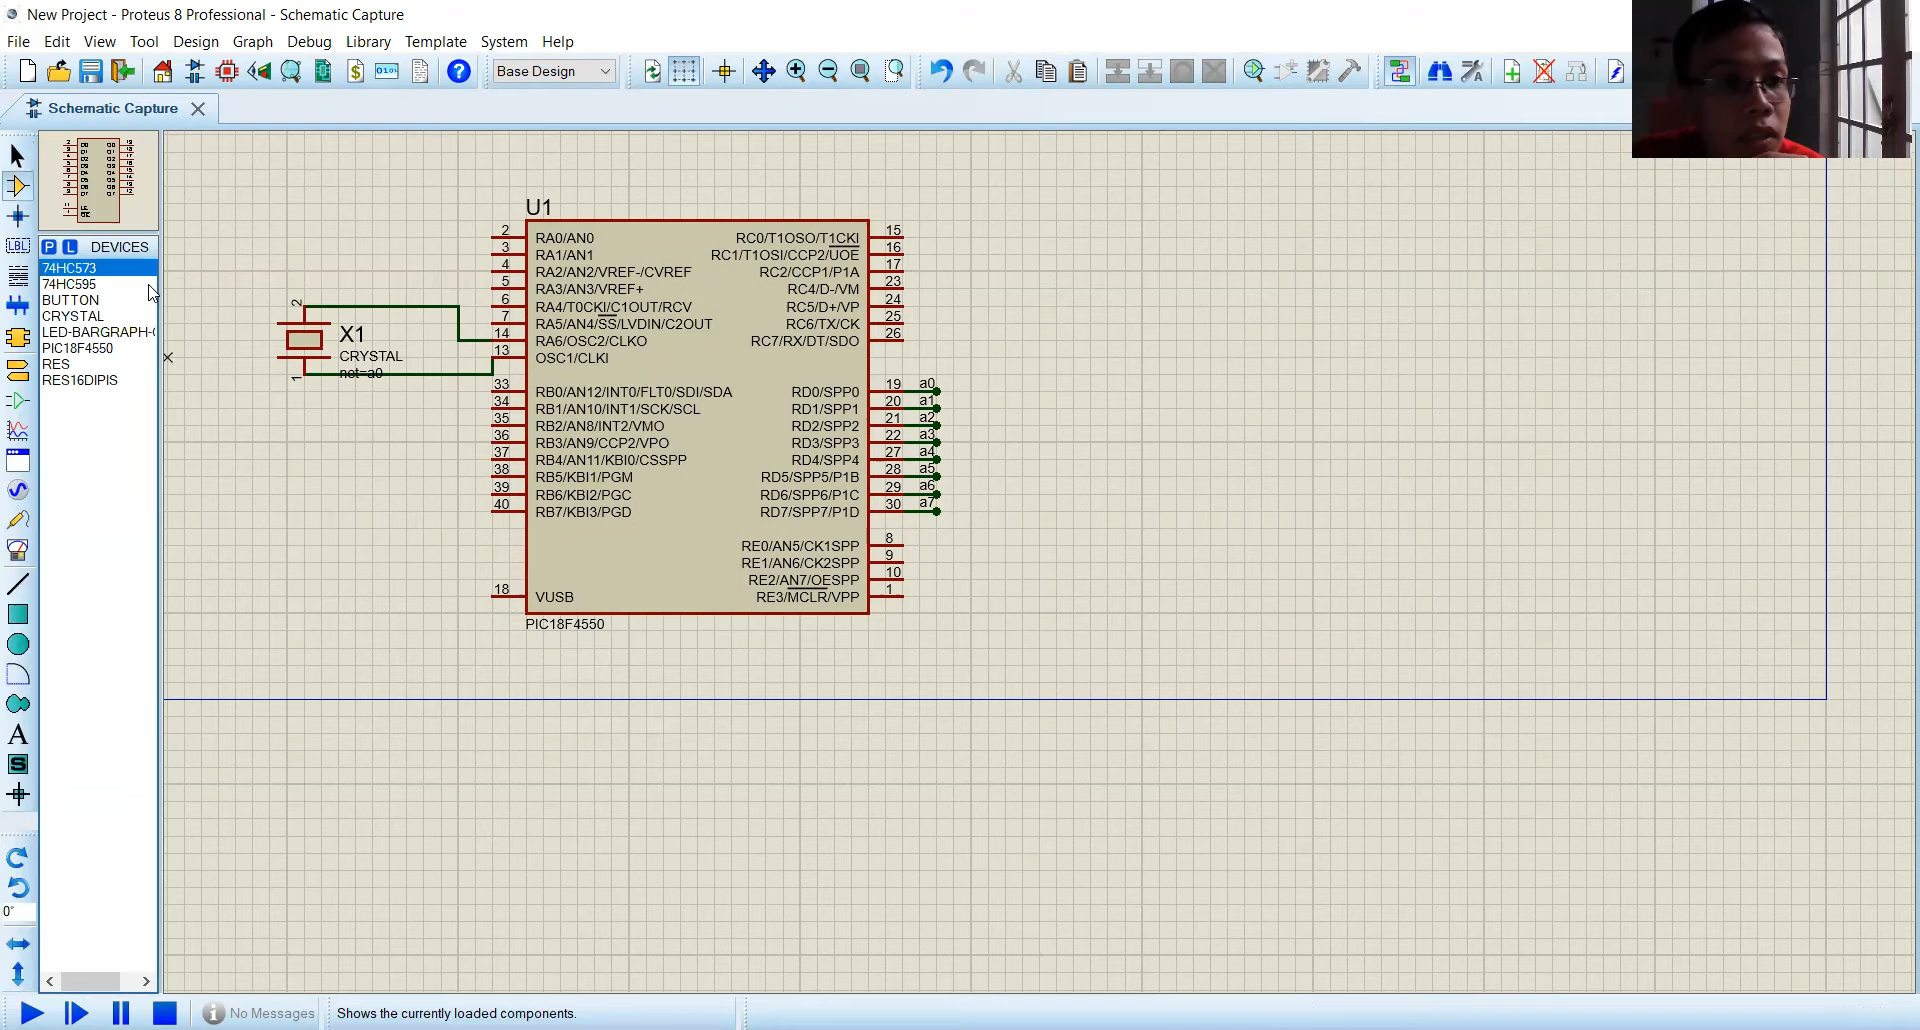 New Project - Proteus 8 Professional - Schematic Capture
File Edit View Tool Design Graph Debug Library Template System Help
Base Design
Schematic Capture
P L DEVICES
74HC573
74HC595
BUTTON
CRYSTAL
LED-BARGRAPH-
PIC18F4550
RES
RES16DIPIS
LBL
A
S
0°
U1
2 RA0/AN0 RC0/T1OSO/T1CKI 15
3 RA1/AN1 RC1/T1OSI/CCP2/UOE 16
4 RA2/AN2/VREF-/CVREF RC2/CCP1/P1A 17
5 RA3/AN3/VREF+ RC4/D-/VM 23
6 RA4/T0CKI/C1OUT/RCV RC5/D+/VP 24
7 RA5/AN4/SS/LVDIN/C2OUT RC6/TX/CK 25
14 RA6/OSC2/CLKO RC7/RX/DT/SDO 26
13 OSC1/CLKI
33 RB0/AN12/INT0/FLT0/SDI/SDA RD0/SPP0 19 a0
34 RB1/AN10/INT1/SCK/SCL RD1/SPP1 20 a1
35 RB2/AN8/INT2/VMO RD2/SPP2 21 a2
36 RB3/AN9/CCP2/VPO RD3/SPP3 22 a3
37 RB4/AN11/KBI0/CSSPP RD4/SPP4 27 a4
38 RB5/KBI1/PGM RD5/SPP5/P1B 28 a5
39 RB6/KBI2/PGC RD6/SPP6/P1C 29 a6
40 RB7/KBI3/PGD RD7/SPP7/P1D 30 a7
RE0/AN5/CK1SPP 8
RE1/AN6/CK2SPP 9
RE2/AN7/OESPP 10
18 VUSB RE3/MCLR/VPP 1
PIC18F4550
2
X1
CRYSTAL
net=a0
1
No Messages
Shows the currently loaded components.